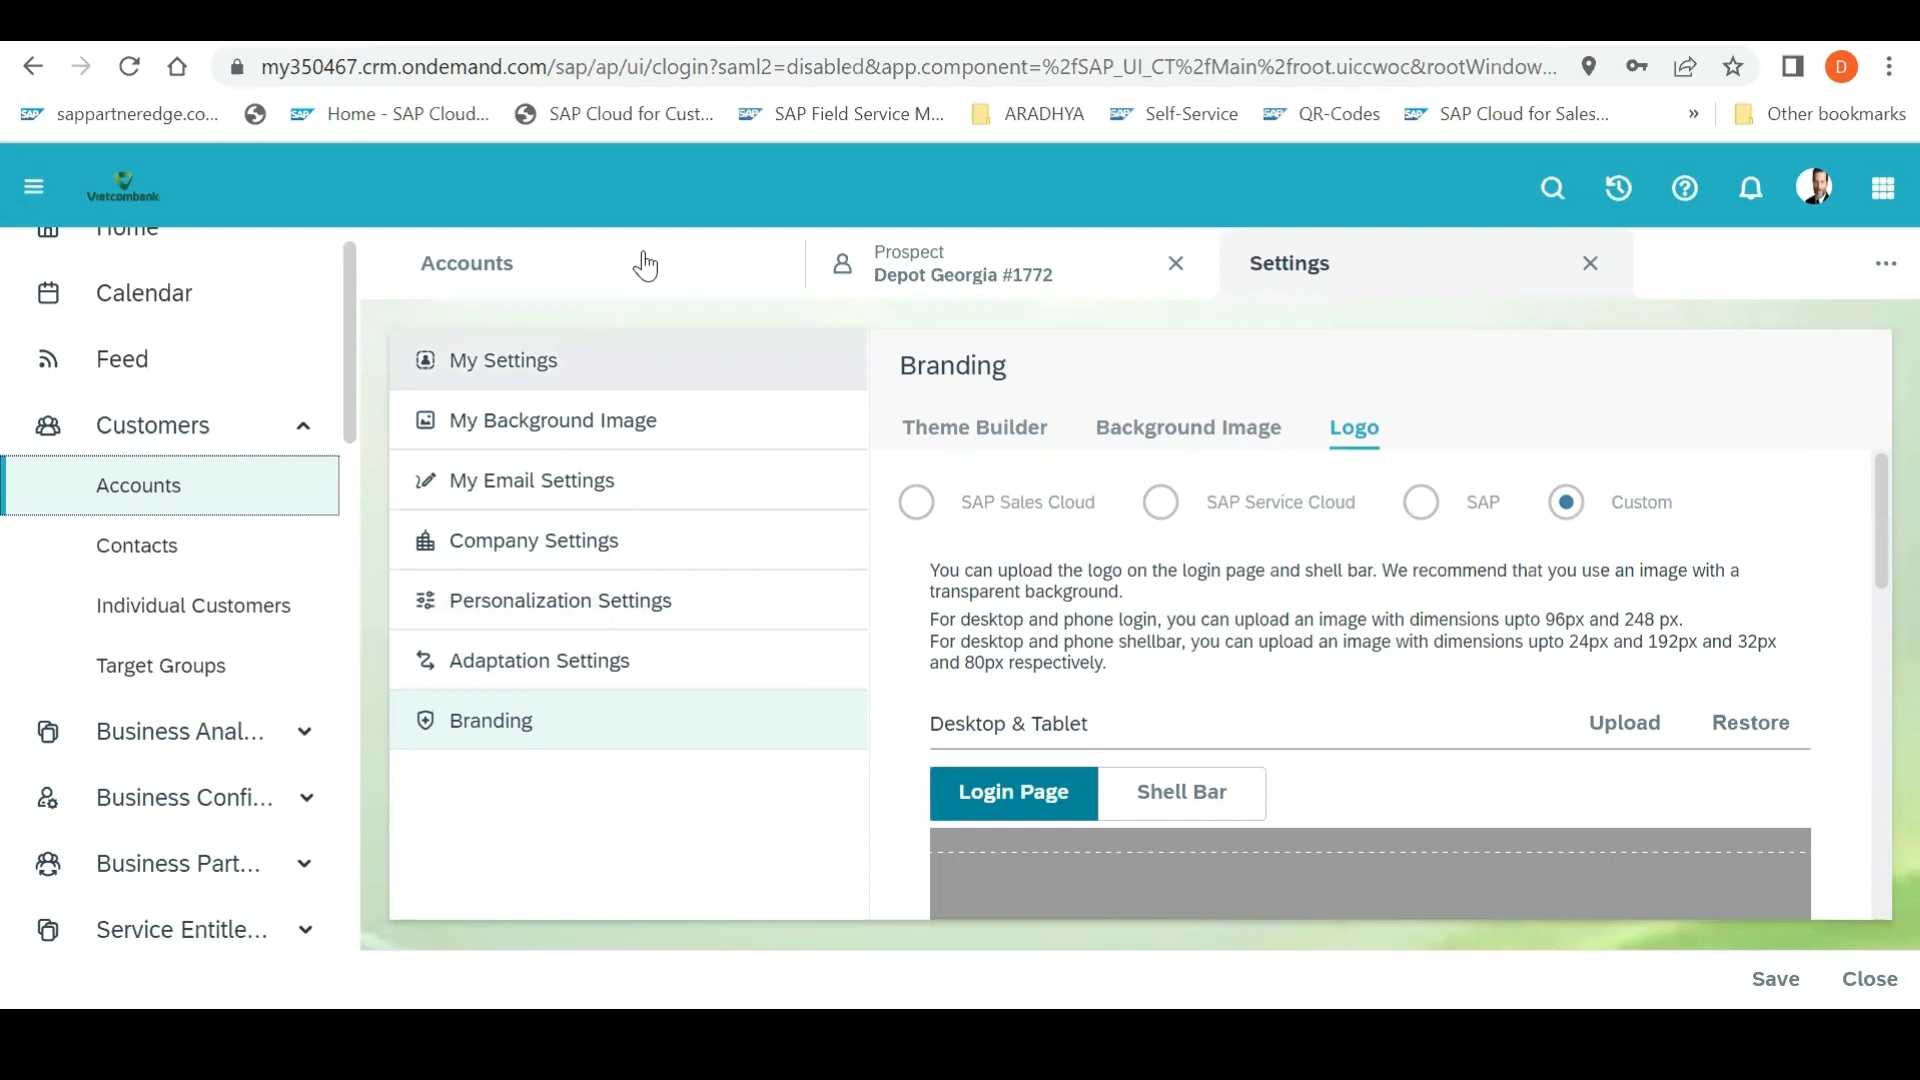 my350467.crm.ondemand.com/sap/ap/ui/clogin?saml2=disabled&app.component=%2fSAP_UI_CT%2fMain%2froot.uiccwoc&rootWindow...
D
sappartneredge.co...
Home - SAP Cloud...
SAP Cloud for Cust...
SAP Field Service M...
ARADHYA
Self-Service
QR-Codes
SAP Cloud for Sales...
»
Other bookmarks
Vietcombank
Home
Calendar
Feed
Customers
Accounts
Contacts
Individual Customers
Target Groups
Business Anal...
Business Confi...
Business Part...
Service Entitle...
Accounts
Prospect
Depot Georgia #1772
Settings
My Settings
My Background Image
My Email Settings
Company Settings
Personalization Settings
Adaptation Settings
Branding
Branding
Theme Builder
Background Image
Logo
SAP Sales Cloud
SAP Service Cloud
SAP
Custom
You can upload the logo on the login page and shell bar. We recommend that you use an image with a
transparent background.
For desktop and phone login, you can upload an image with dimensions upto 96px and 248 px.
For desktop and phone shellbar, you can upload an image with dimensions upto 24px and 192px and 32px
and 80px respectively.
Desktop & Tablet
Upload
Restore
Login Page
Shell Bar
Save
Close